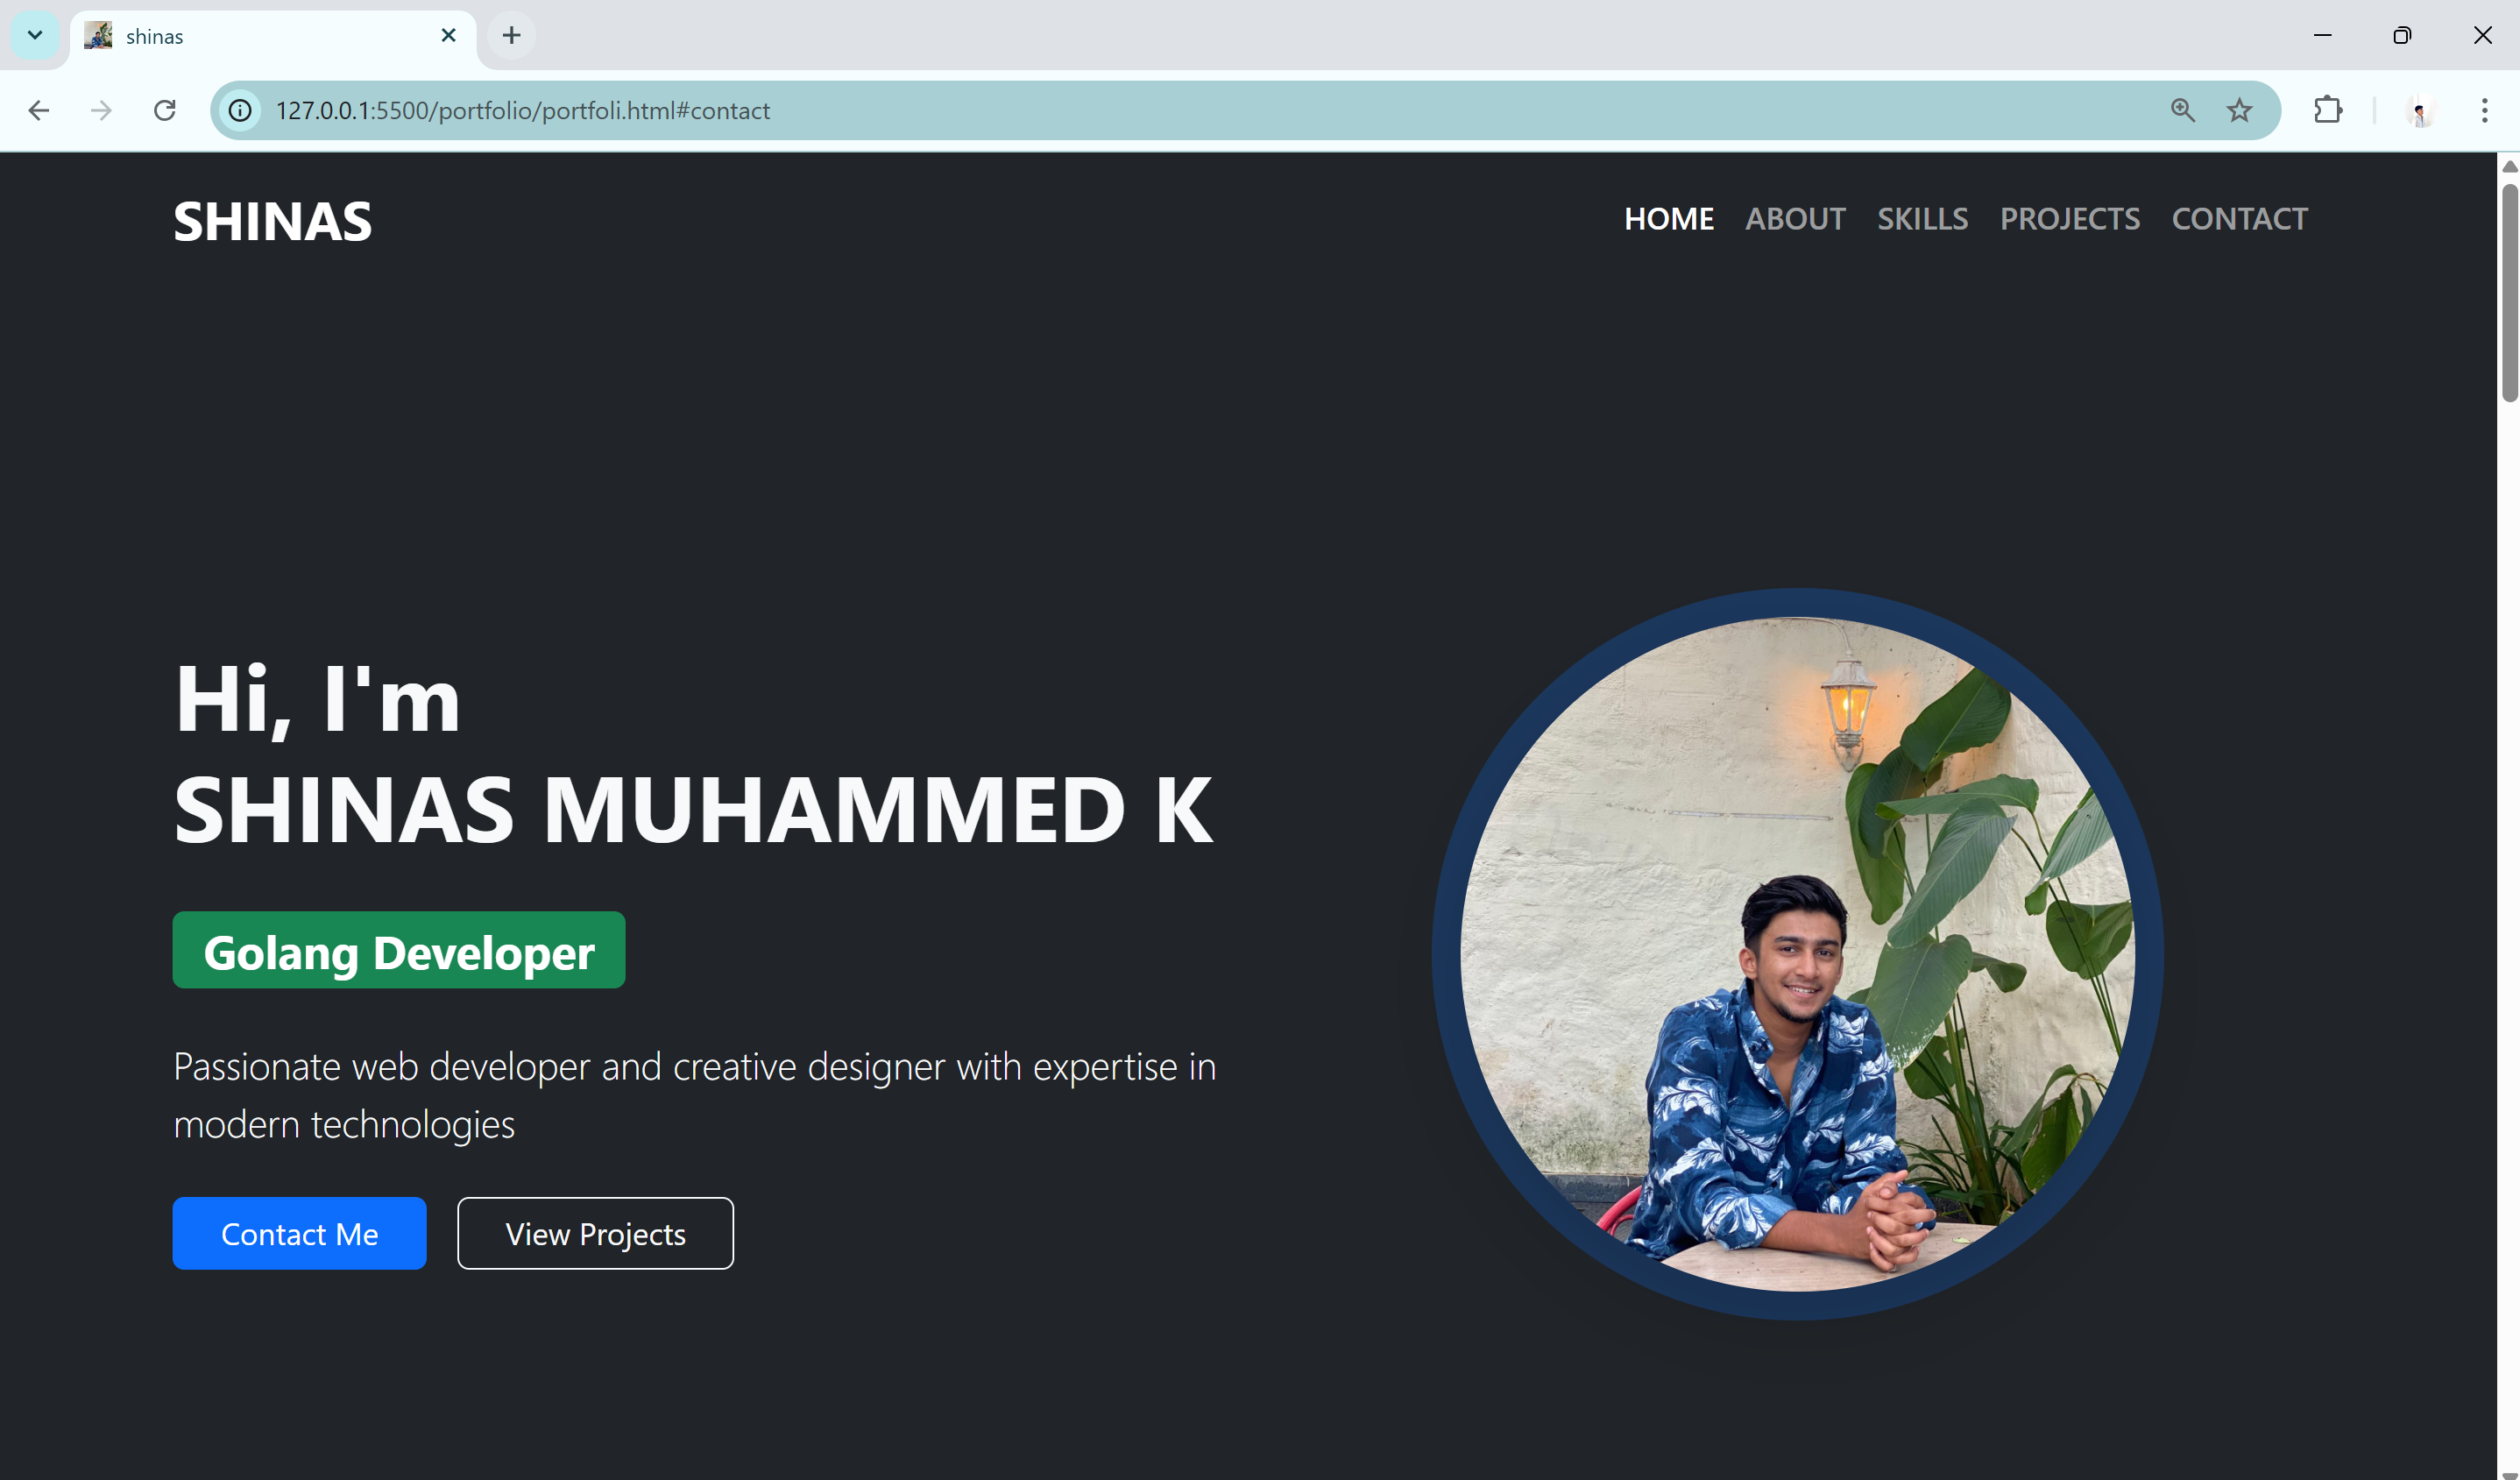 shinas
127.0.0.1:5500/portfolio/portfoli.html#contact
SHINAS
HOME ABOUT SKILLS PROJECTS CONTACT
Hi, I'm
SHINAS MUHAMMED K
Golang Developer
Passionate web developer and creative designer with expertise in
modern technologies
Contact Me View Projects